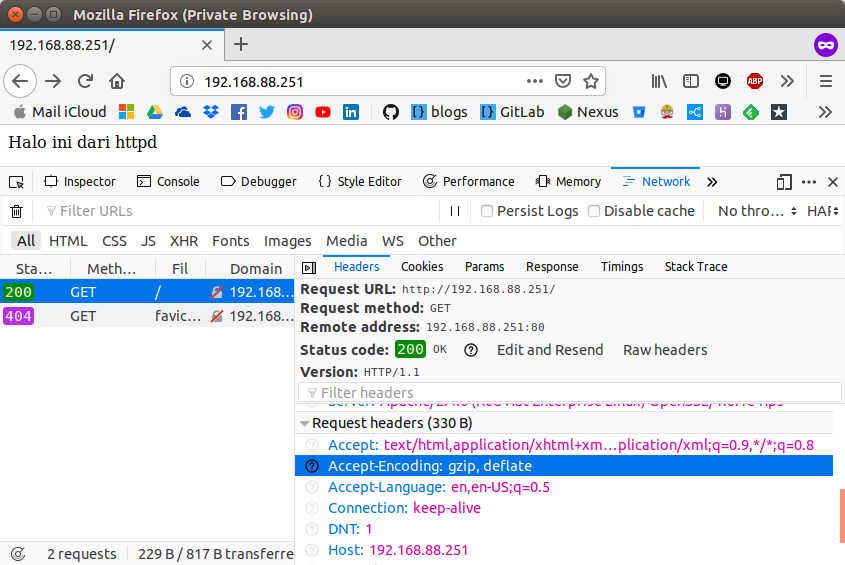 Mozilla Firefox (Private Browsing)
192.168.88.251/
192.168.88.251
Mail iCloud
blogs
GitLab
Nexus
Halo ini dari httpd
Inspector Console Debugger Style Editor Performance Memory Network
Filter URLs Persist Logs Disable cache No thro... HAR
All HTML CSS JS XHR Fonts Images Media WS Other
Sta... Meth... Fil Domain
200 GET / 192.168...
404 GET favic... 192.168...
Headers Cookies Params Response Timings Stack Trace
Request URL: http://192.168.88.251/
Request method: GET
Remote address: 192.168.88.251:80
Status code: 200 OK Edit and Resend Raw headers
Version: HTTP/1.1
Filter headers
Request headers (330 B)
Accept: text/html,application/xhtml+xm…plication/xml;q=0.9,*/*;q=0.8
Accept-Encoding: gzip, deflate
Accept-Language: en,en-US;q=0.5
Connection: keep-alive
DNT: 1
Host: 192.168.88.251
2 requests 229 B / 817 B transferre